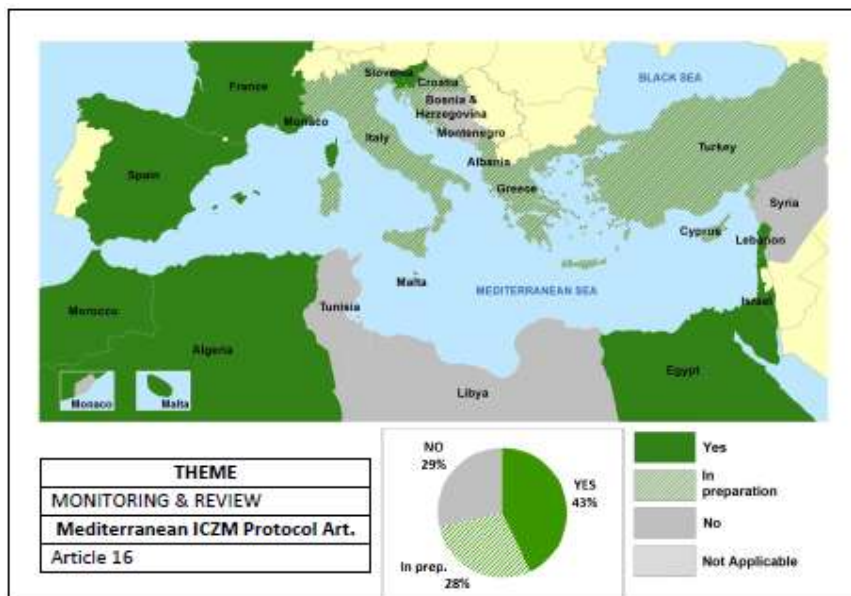 BLACK SEA
Slovenia
Croatia
France
Bosnia &
Herzegovina
Monaco
Montenegro
Italy
Albania
Turkey
Spain
Greece
Syria
Cyprus
Lebanon
Malta
MEDITERRANEAN SEA
Tunisia
Israel
Morocco
Algeria
Egypt
Libya
Monaco
Malta
THEME
MONITORING & REVIEW
Mediterranean ICZM Protocol Art.
Article 16
NO
29%
YES
43%
In prep.
28%
Yes
In
preparation
No
Not Applicable